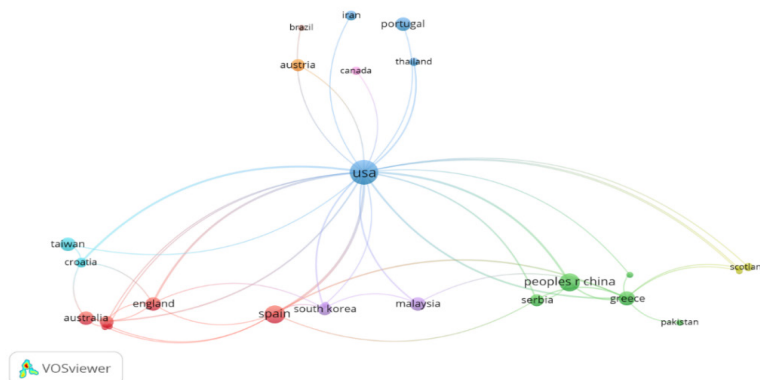 iran
brazil
portugal
austria
canada
thailand
usa
taiwan
croatia
scotlan
peoples r china
england
malaysia
serbia
greece
australia
spain
south korea
pakistan
VOSviewer